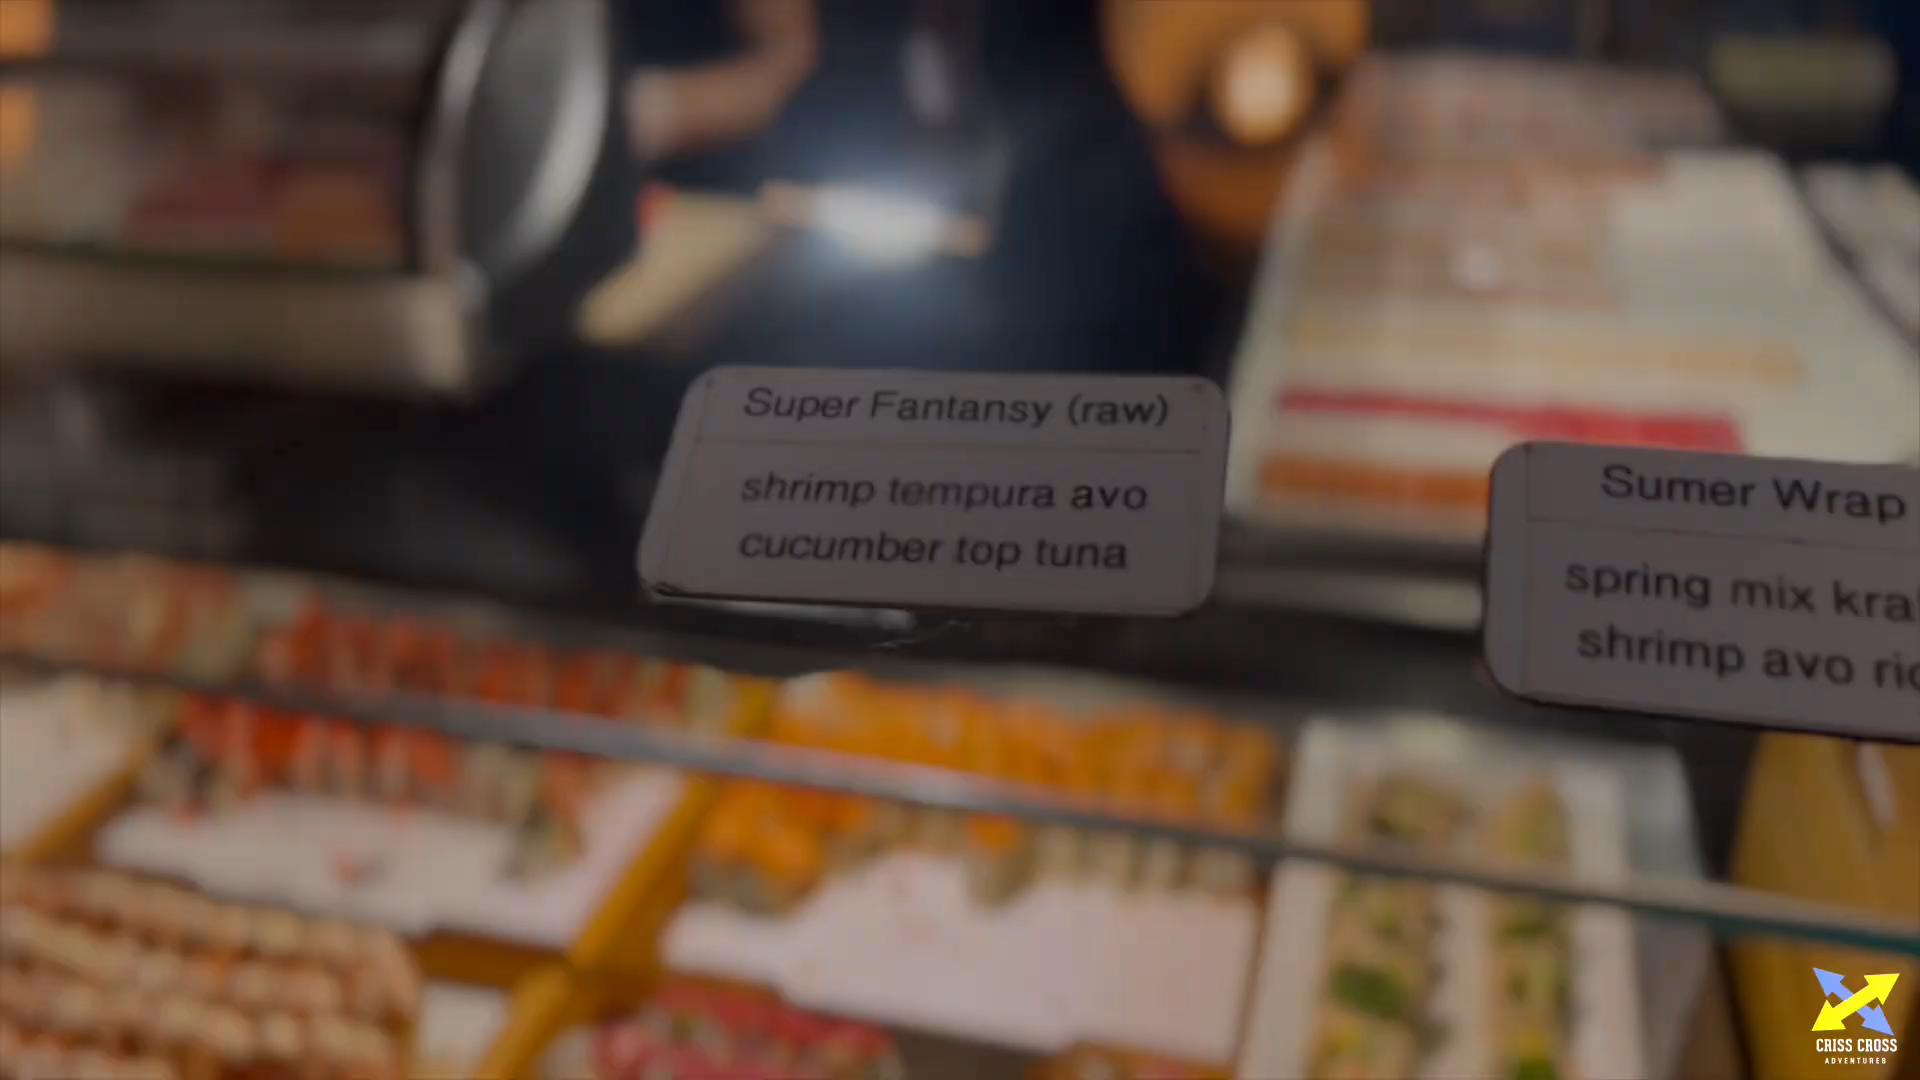 Super Fantansy (raw)
shrimp tempura avo
cucumber top tuna
Sumer Wrap
spring mix
shrimp avo
CRISS CROSS
ADVENTURES